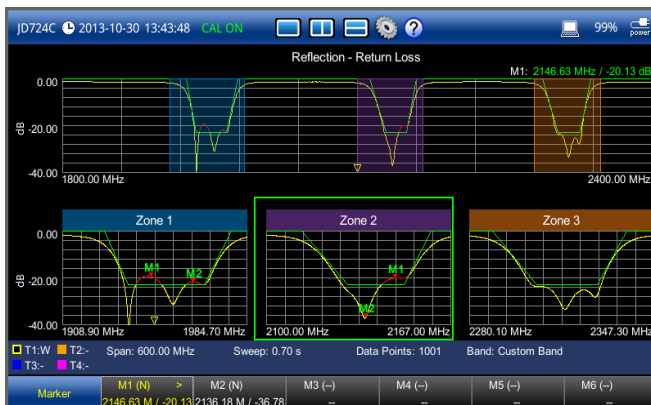 JD724C 2013-10-30 13:43:48 CAL ON ? 99% power
Reflection - Return Loss
M1: 2146.63 MHz / -20.13 dB
0.00
dB
-20.00
-40.00
1800.00 MHz 2400.00 MHz
Zone 1 Zone 2 Zone 3
0.00
dB
-20.00
-40.00
M1 M2 M1 M2
1908.90 MHz 1984.70 MHz 2100.00 MHz 2167.00 MHz 2280.10 MHz 2347.30 MHz
T1:W T2:- Span: 600.00 MHz Sweep: 0.70 s Data Points: 1001 Band: Custom Band
T3:- T4:-
Marker M1 (N) > M2 (N) M3 (--) M4 (--) M5 (--) M6 (--)
2146.63 M / -20.13 2136.18 M / -36.78 -- -- -- --